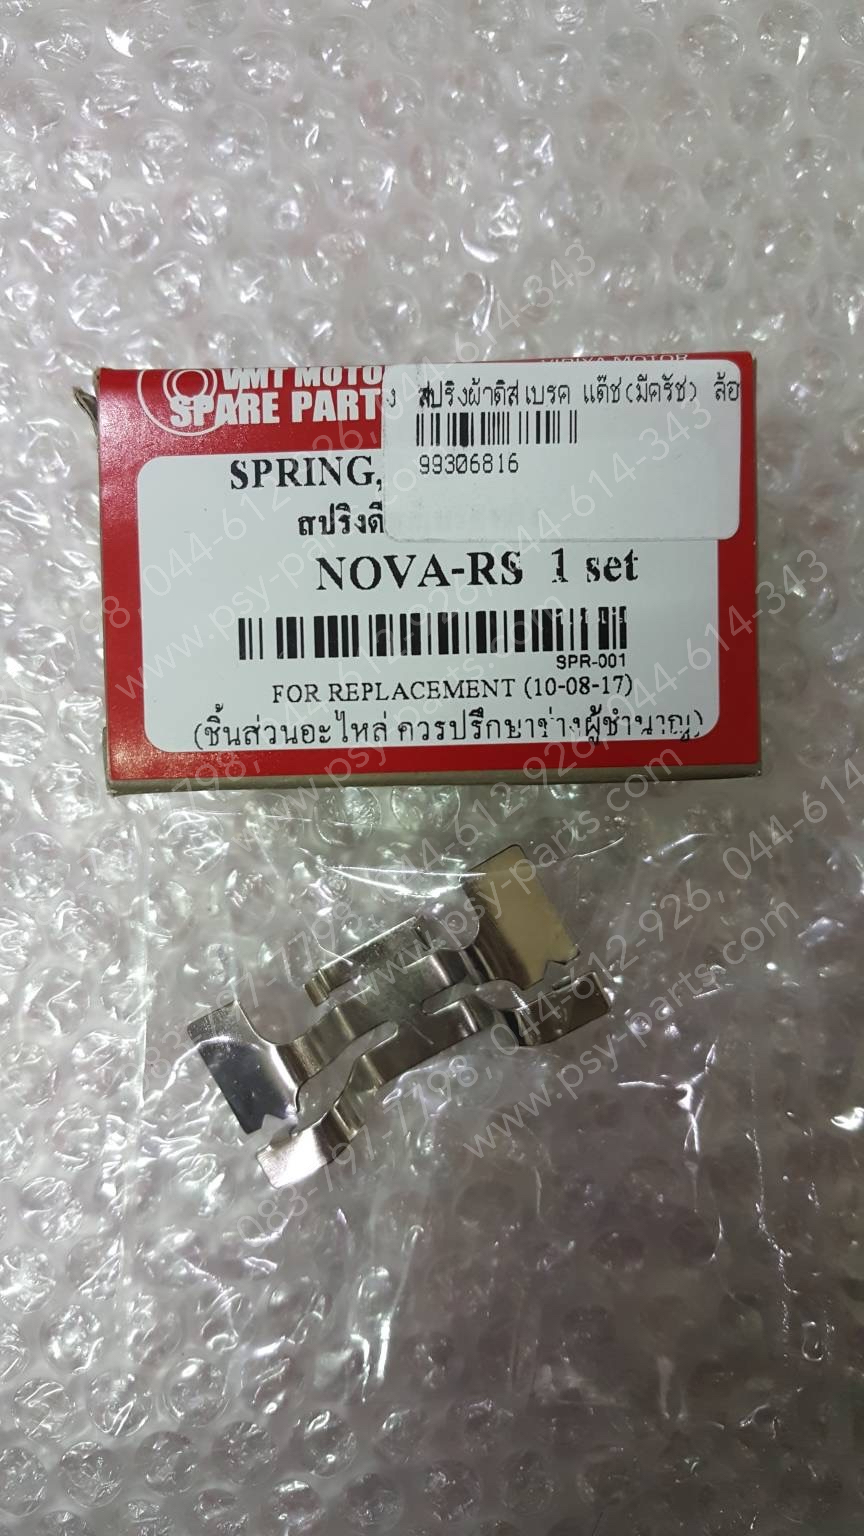 VMT MOTO
SPARE PART
สปริงผ้าดิสเบรค แต๊ช(มีครัช) ล้อ
99306816
SPRING,
สปริงดี
NOVA-RS 1 set
SPR-001
FOR REPLACEMENT (10-08-17)
(ชิ้นส่วนอะไหล่ ควรปรึกษาช่างผู้ชำนาญ)
083-797-7798, 044-612-926, 044-614-343
www.psy-parts.com